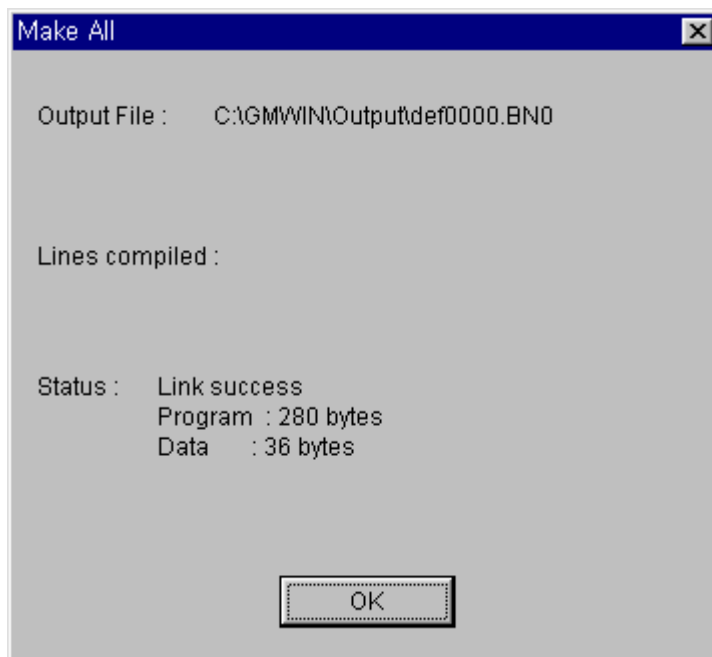 Make All
Output File : C:\GMWIN\Output\def0000.BN0
Lines compiled :
Status : Link success
Program : 280 bytes
Data : 36 bytes
OK